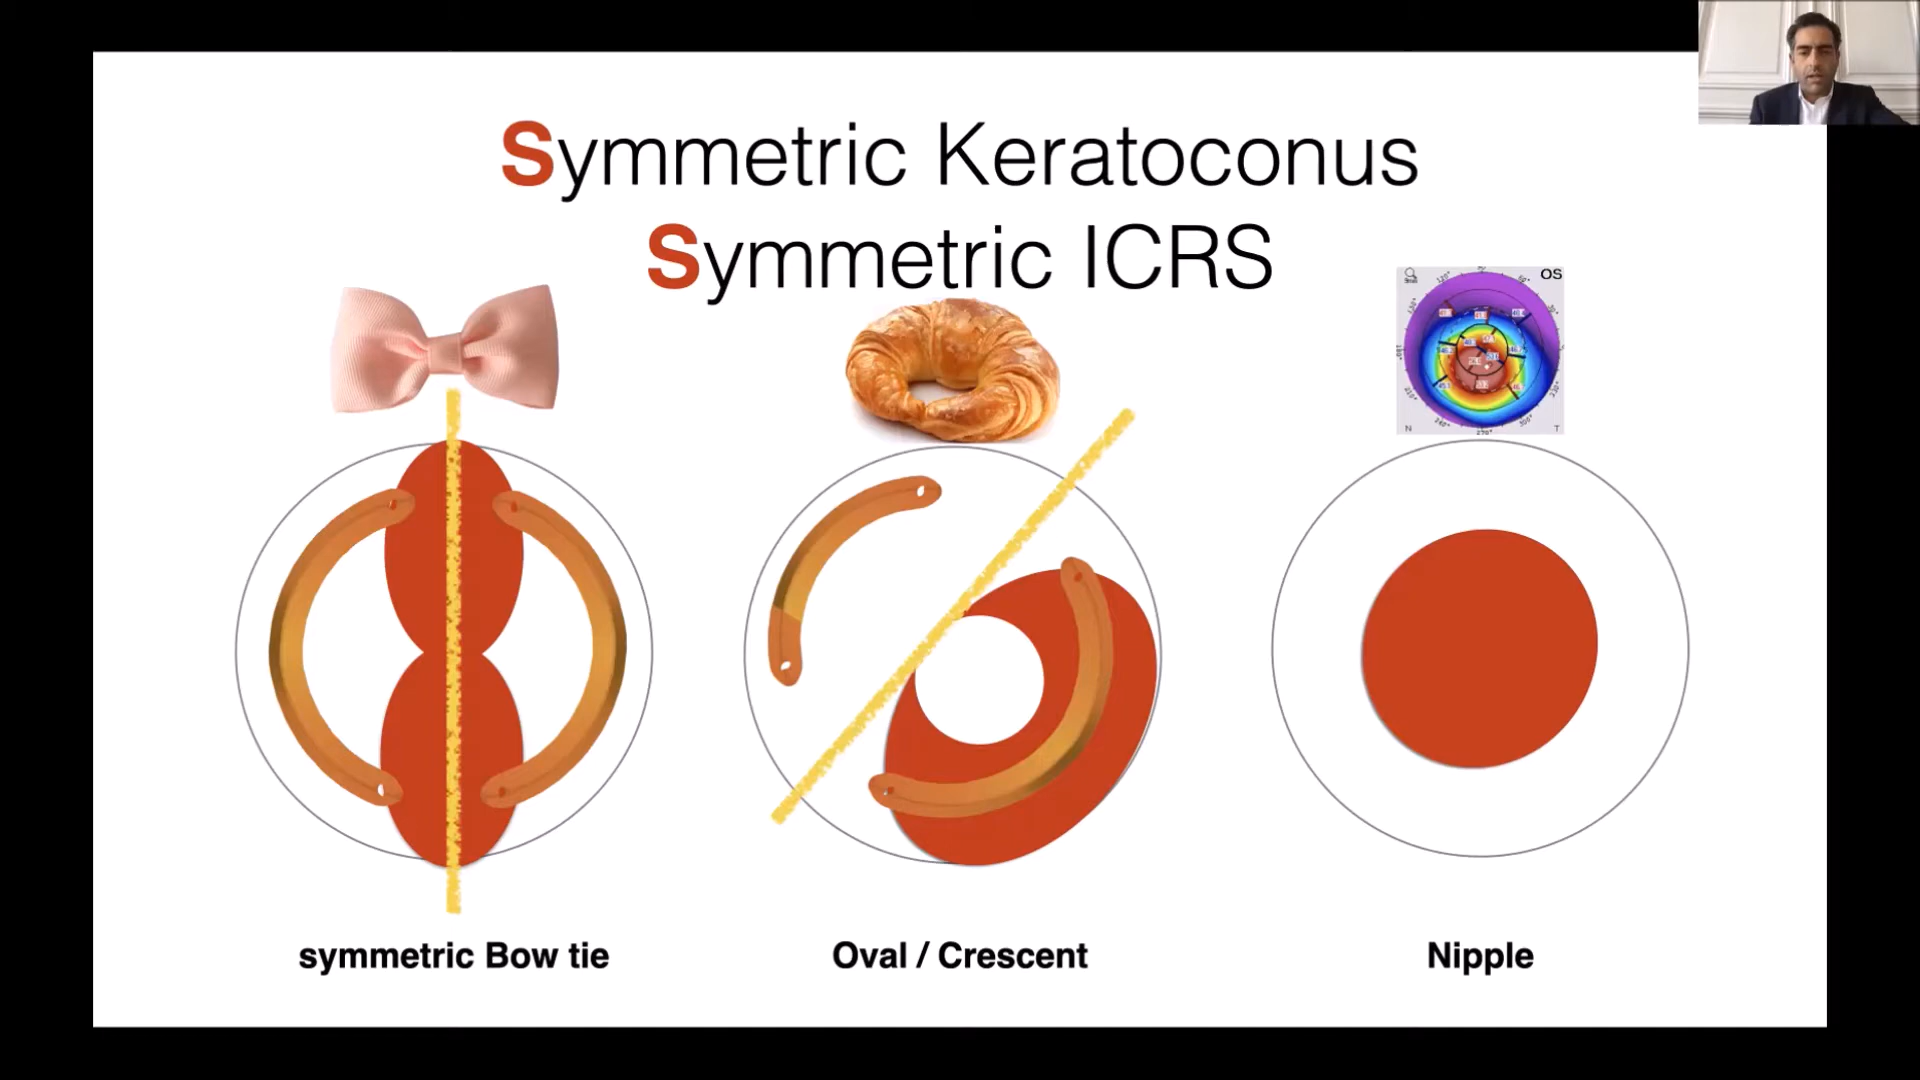 Symmetric Keratoconus
Symmetric ICRS
OS
N
T
symmetric Bow tie
Oval / Crescent
Nipple